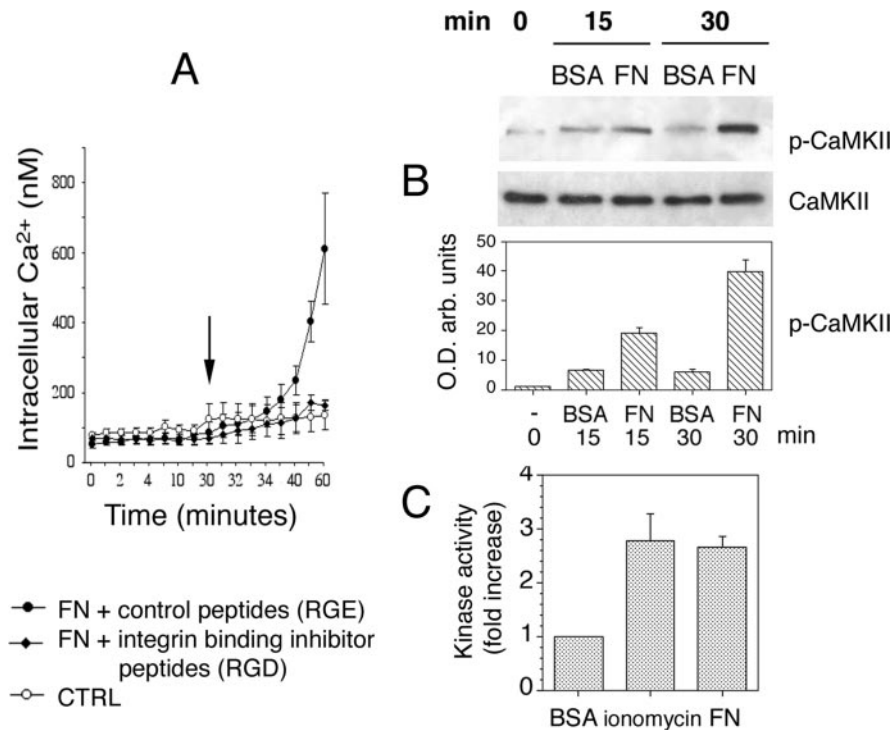 A
Intracellular Ca2+ (nM)
800
600
400
200
0
0 2 4 10 30 32 34 40 60
Time (minutes)
FN + control peptides (RGE)
FN + integrin binding inhibitor
peptides (RGD)
CTRL
min 0 15 30
BSA FN BSA FN
p-CaMKII
B
CaMKII
O.D. arb. units
50
40
30
20
10
0
p-CaMKII
- BSA FN BSA FN
0 15 15 30 30 min
C
Kinase activity
(fold increase)
4
3
2
1
0
BSA ionomycin FN